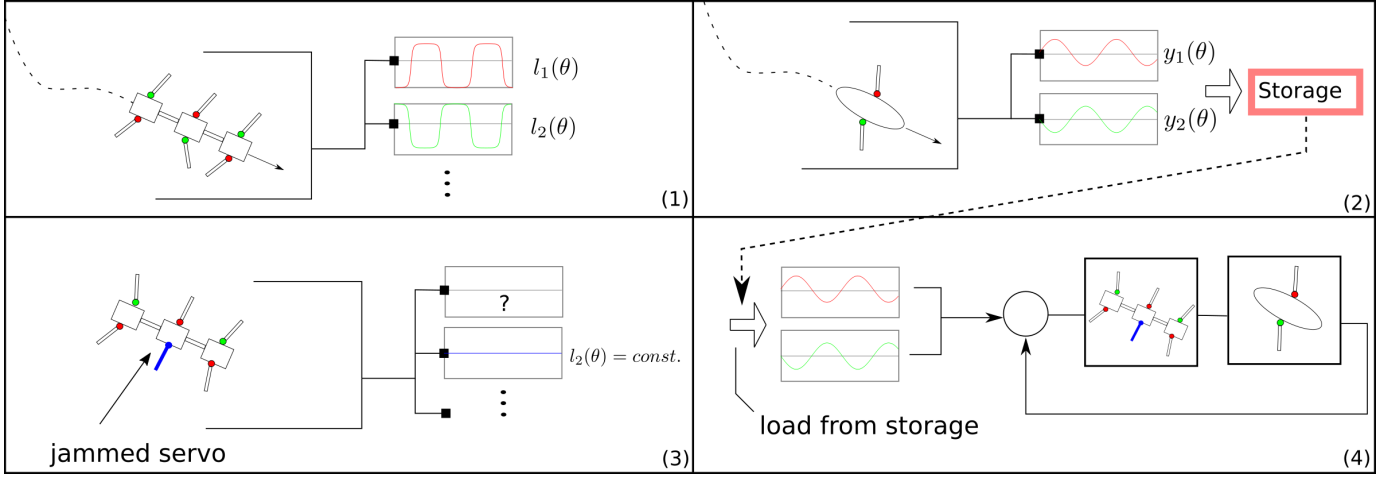 l₁(θ)
l₂(θ)
(1)
y₁(θ)
y₂(θ)
Storage
(2)
?
l₂(θ) = const.
jammed servo
(3)
load from storage
(4)